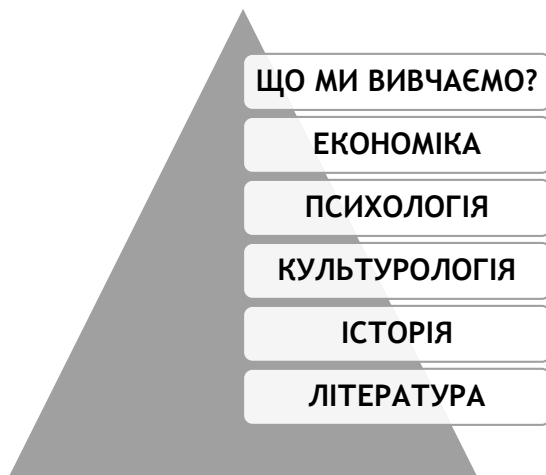 ЩО МИ ВИВЧАЄМО?
ЕКОНОМІКА
ПСИХОЛОГІЯ
КУЛЬТУРОЛОГІЯ
ІСТОРІЯ
ЛІТЕРАТУРА